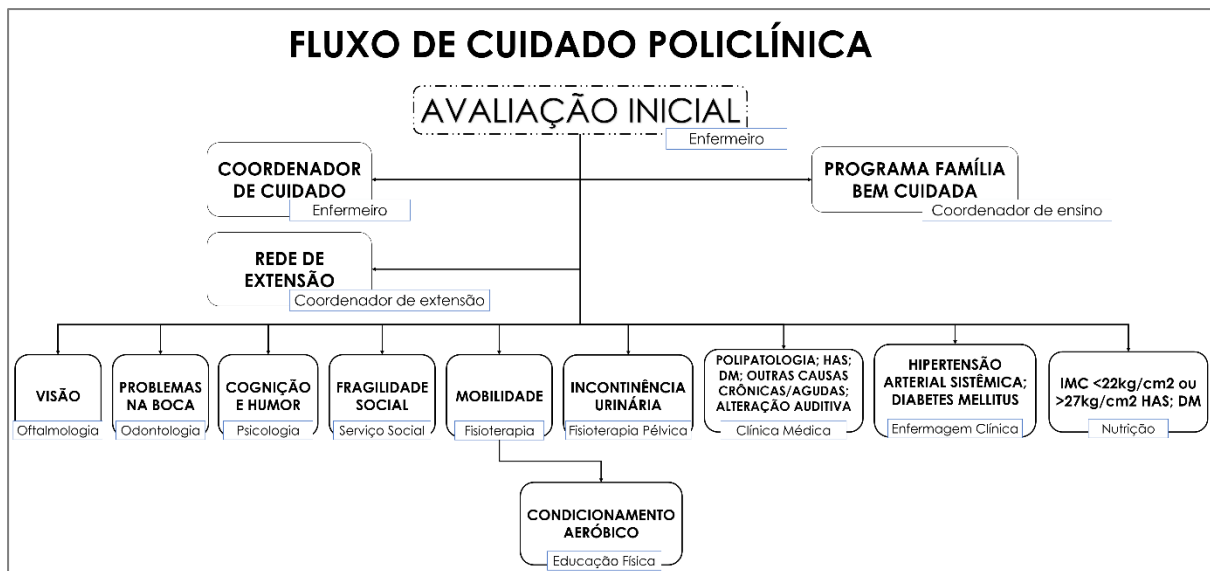 FLUXO DE CUIDADO POLICLÍNICA
AVALIAÇÃO INICIAL
Enfermeiro
COORDENADOR
DE CUIDADO
Enfermeiro
PROGRAMA FAMÍLIA
BEM CUIDADA
Coordenador de ensino
REDE DE
EXTENSÃO
Coordenador de extensão
VISÃO
Oftalmologia
PROBLEMAS
NA BOCA
Odontologia
COGNIÇÃO
E HUMOR
Psicologia
FRAGILIDADE
SOCIAL
Serviço Social
MOBILIDADE
Fisioterapia
INCONTINÊNCIA
URINÁRIA
Fisioterapia Pélvica
POLIPATOLOGIA; HAS;
DM; OUTRAS CAUSAS
CRÔNICAS/AGUDAS;
ALTERAÇÃO AUDITIVA
Clínica Médica
HIPERTENSÃO
ARTERIAL SISTÊMICA;
DIABETES MELLITUS
Enfermagem Clínica
IMC <22kg/cm2 ou
>27kg/cm2 HAS; DM
Nutrição
CONDICIONAMENTO
AERÓBICO
Educação Física